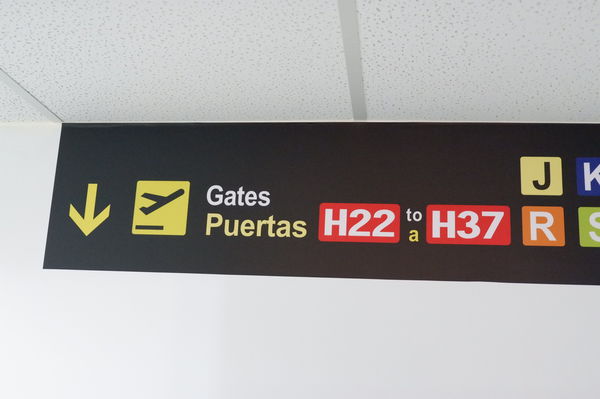 Gates
Puertas
H22 to a H37
J K
R S